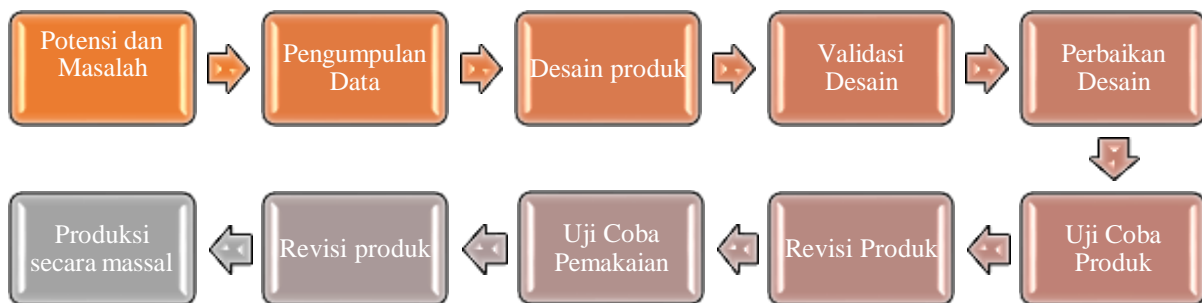 Potensi dan
Masalah
Pengumpulan
Data
Desain produk
Validasi
Desain
Perbaikan
Desain
Uji Coba
Produk
Revisi Produk
Uji Coba
Pemakaian
Revisi produk
Produksi
secara massal